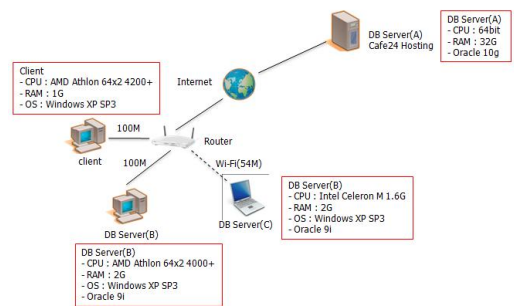 DB Server(A)
- CPU : 64bit
- RAM : 32G
- Oracle 10g
DB Server(A)
Cafe24 Hosting
Client
- CPU : AMD Athlon 64x2 4200+
- RAM : 1G
- OS : Windows XP SP3
Internet
100M
Router
client
100M
Wi-Fi(54M)
DB Server(B)
- CPU : Intel Celeron M 1.6G
- RAM : 2G
- OS : Windows XP SP3
- Oracle 9i
DB Server(C)
DB Server(B)
DB Server(B)
- CPU : AMD Athlon 64x2 4000+
- RAM : 2G
- OS : Windows XP SP3
- Oracle 9i